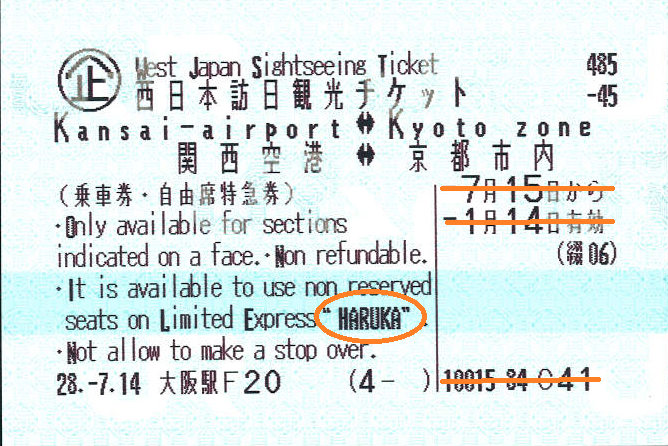 企 West Japan Sightseeing Ticket 485
西日本訪日観光チケット -45
Kansai-airport ⬌ Kyoto zone
関西空港 ⬌ 京都市内
(乗車券・自由席特急券) 7月15日から
・Only available for sections -1月14日有効
indicated on a face.・Non refundable. (綴06)
・It is available to use non reserved
seats on Limited Express“HARUKA”.
・Not allow to make a stop over.
28.-7.14 大阪駅F20 (4- ) 10015-84 041